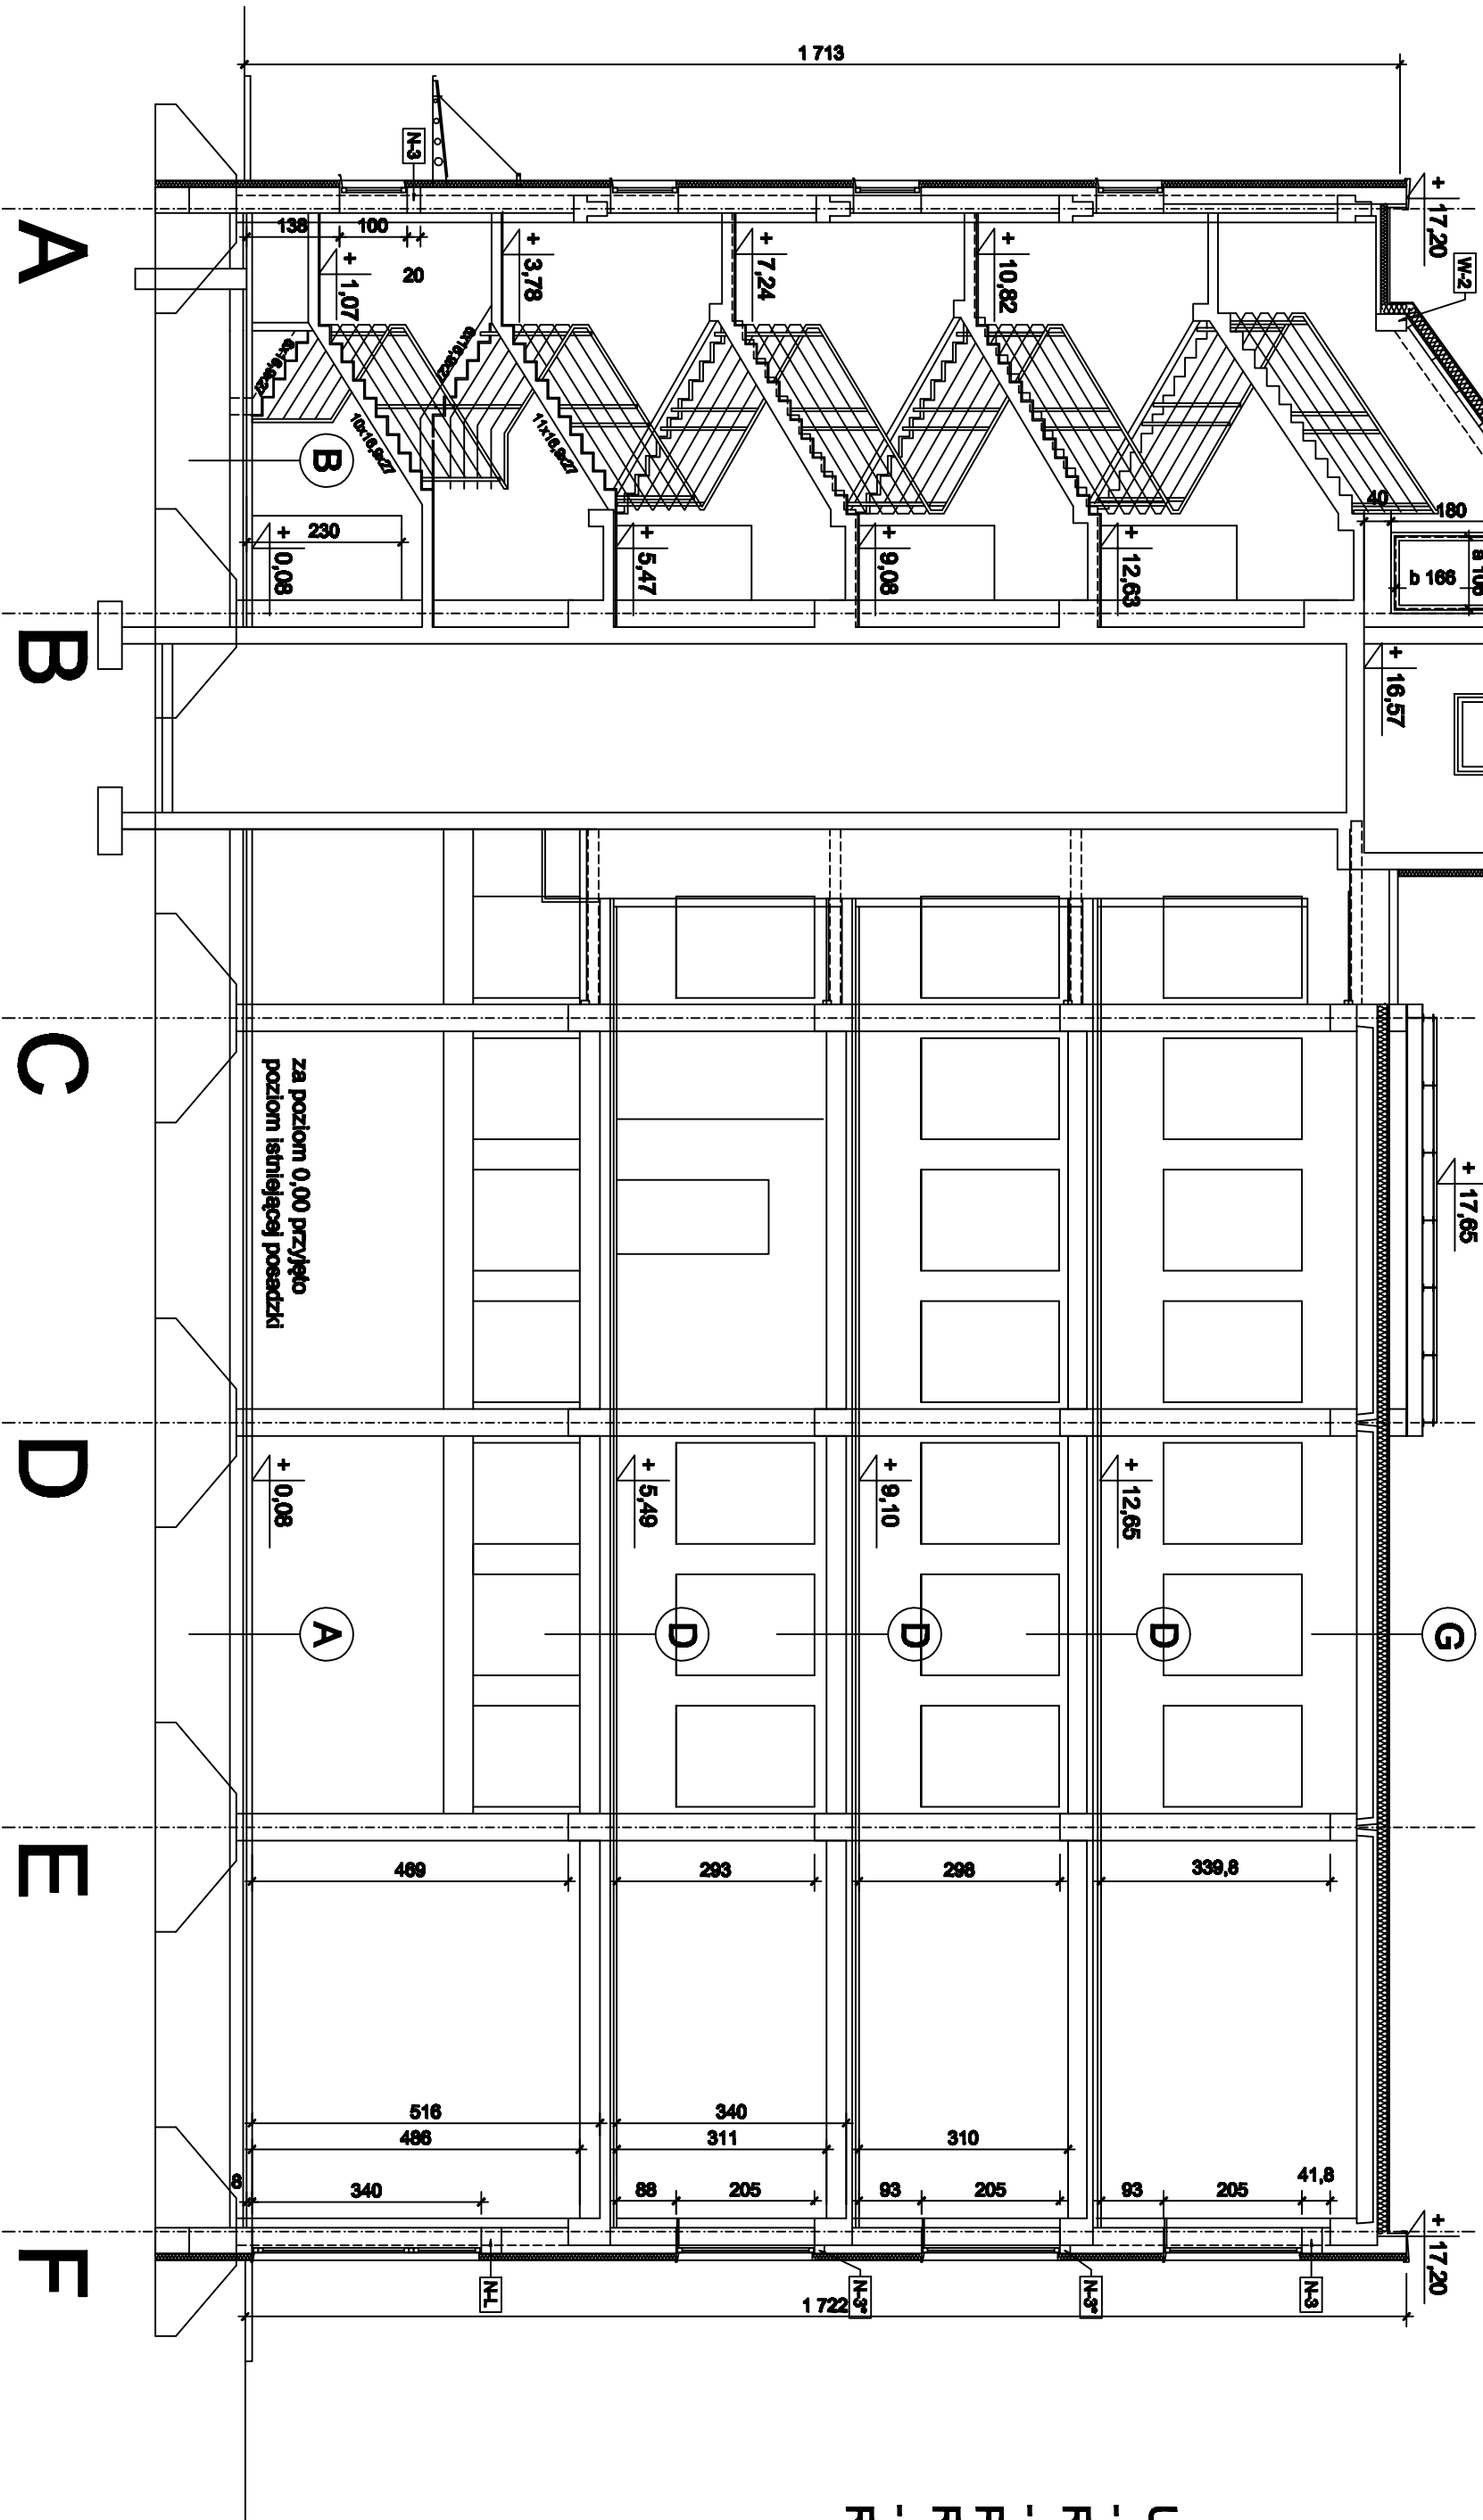 1 713
N-3
+ 17,20
W-2
138
100
20
+ 1,07
+ 3,78
+ 7,24
+ 10,82
6x16,9x27
10x16,9x27
11x16,9x27
B
230
+ 0,08
+ 5,47
+ 9,08
+ 12,63
40
180
b 166
+ 16,57
za poziom 0,00 przyjęto
poziom istniejącej posadzki
+ 17,65
+ 0,08
+ 5,49
+ 9,10
+ 12,65
A
D
D
D
G
469
293
298
339,8
516
486
340
311
310
8
340
88
205
93
205
93
205
41,8
+ 17,20
N-L
N-3*
N-3*
N-3
1 722
A
B
C
D
E
F